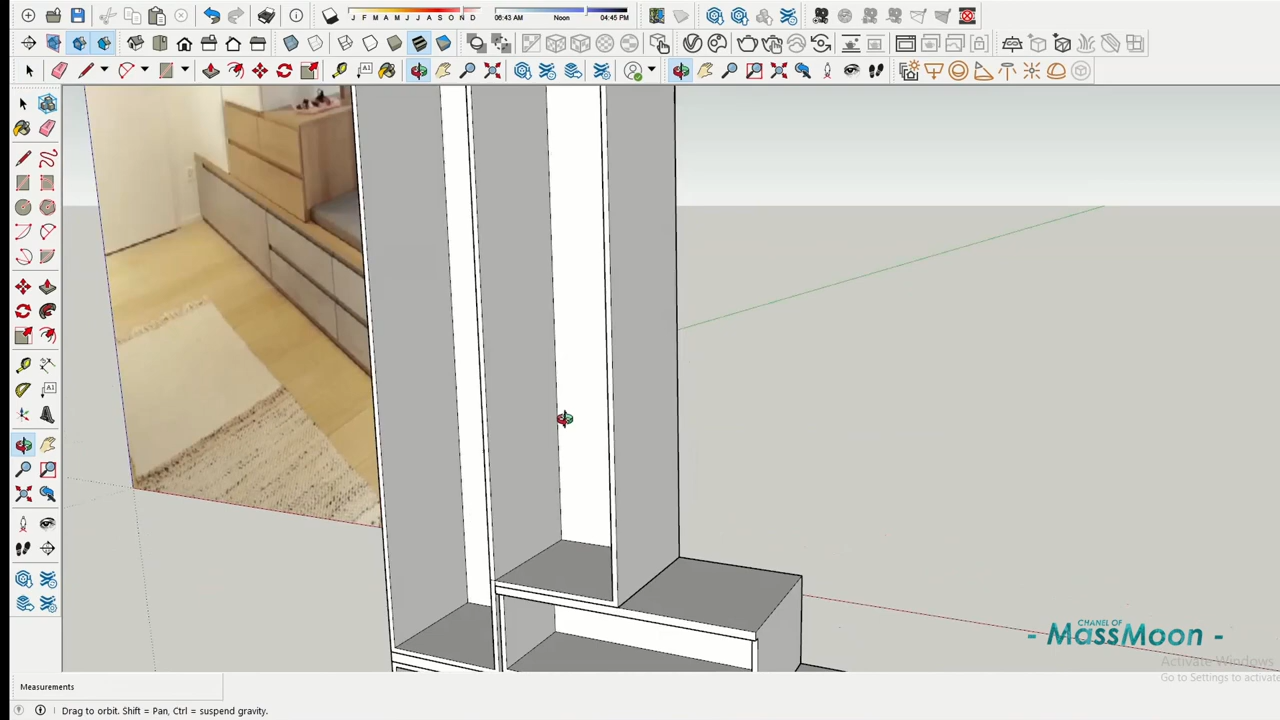 J F M A M J J A S O N D
06:43 AM Noon 04:45 PM
CHANEL OF
- MassMoon -
Activate Windows
Go to Settings to activate
Measurements
Drag to orbit. Shift = Pan, Ctrl = suspend gravity.